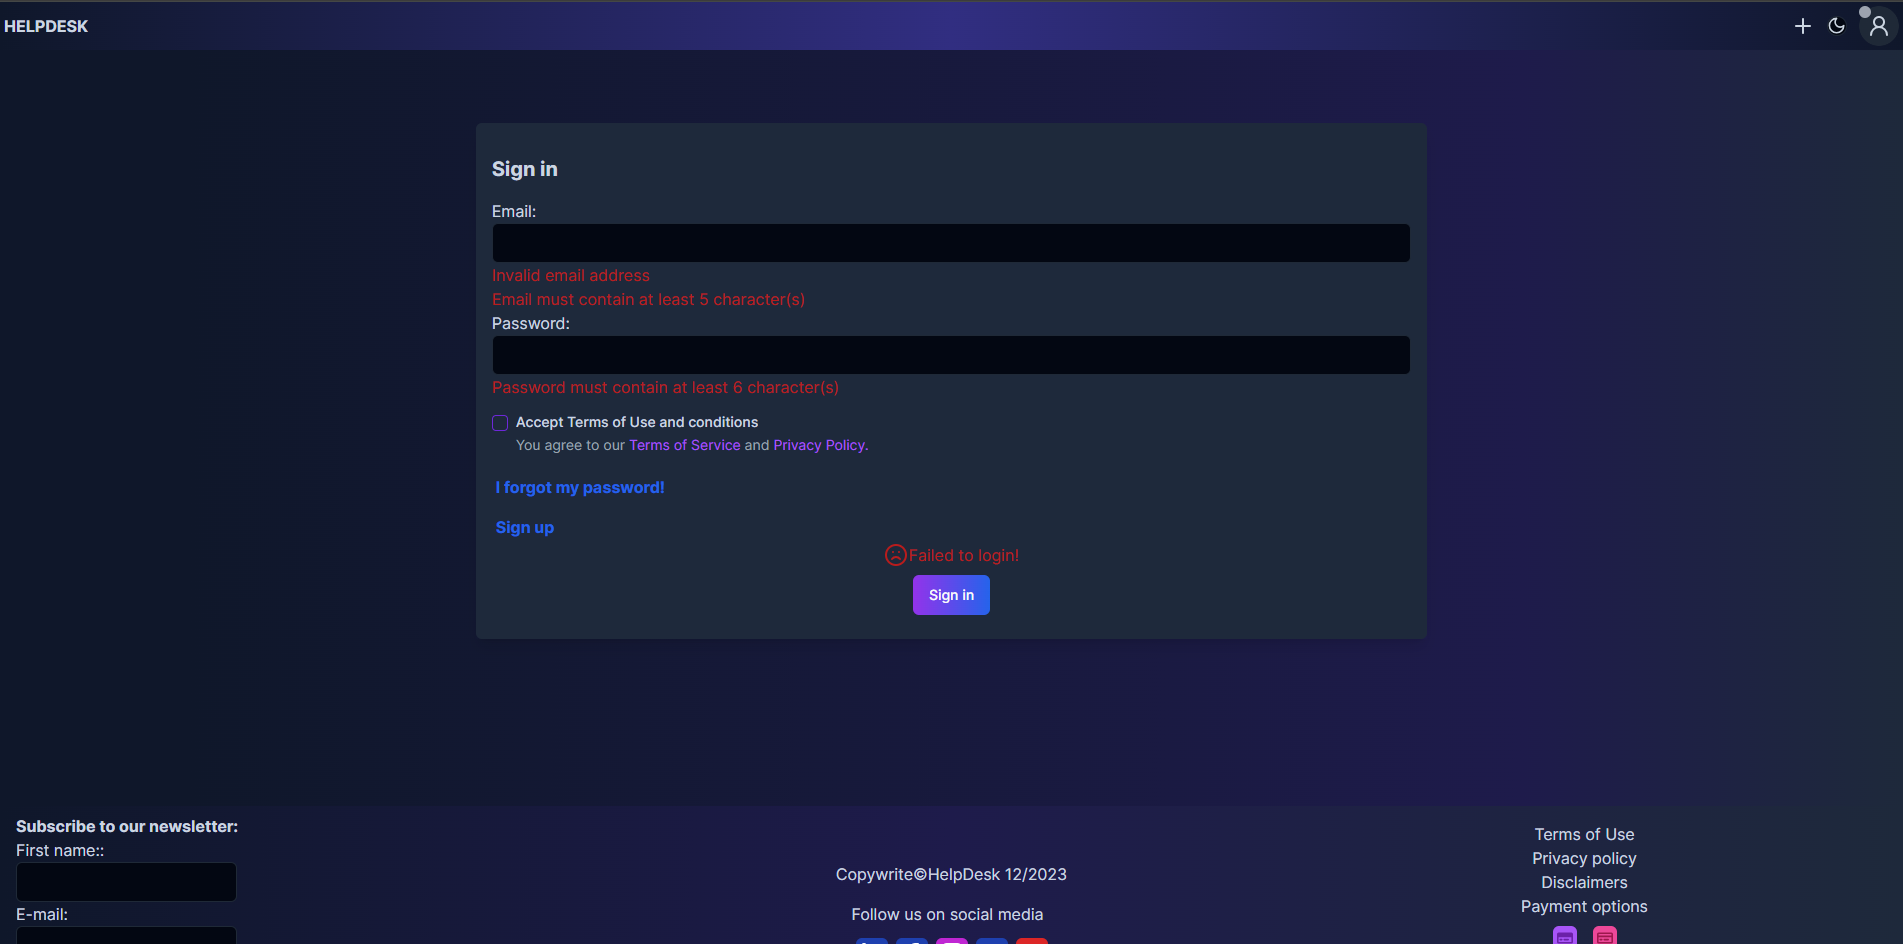 HELPDESK
Sign in
Email:
Invalid email address
Email must contain at least 5 character(s)
Password:
Password must contain at least 6 character(s)
Accept Terms of Use and conditions
You agree to our Terms of Service and Privacy Policy.
I forgot my password!
Sign up
Failed to login!
Sign in
Subscribe to our newsletter:
First name::
E-mail:
Copywrite©HelpDesk 12/2023
Follow us on social media
Terms of Use
Privacy policy
Disclaimers
Payment options